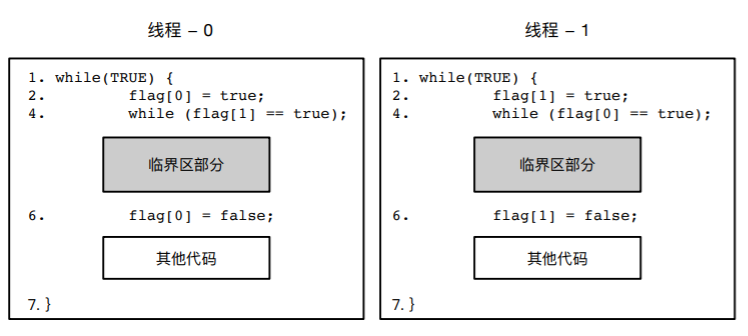 线程 – 0
1. while(TRUE) {
2. flag[0] = true;
4. while (flag[1] == true);
临界区部分
6. flag[0] = false;
其他代码
7. }
线程 – 1
1. while(TRUE) {
2. flag[1] = true;
4. while (flag[0] == true);
临界区部分
6. flag[1] = false;
其他代码
7. }